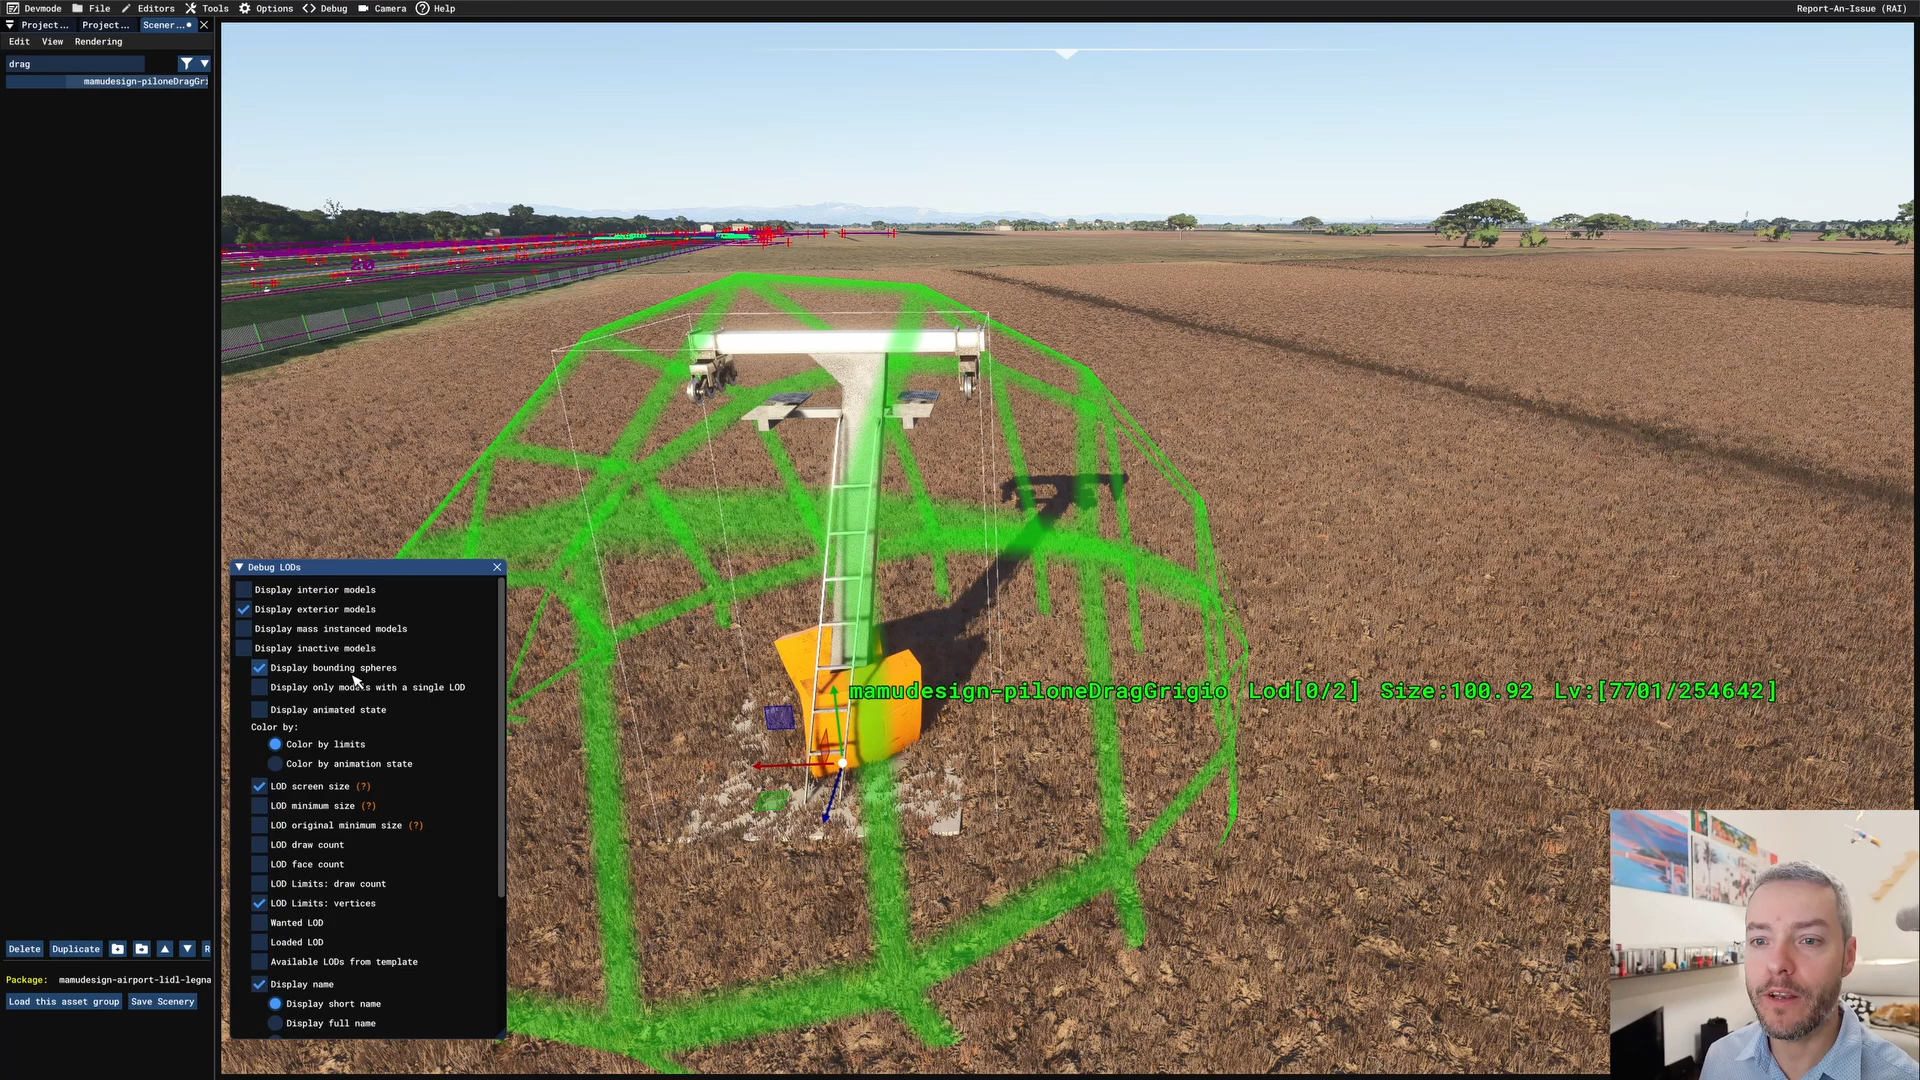 Devmode File Editors Tools Options Debug Camera Help Report-An-Issue (RAI)
Project... Project... Scener...
Edit View Rendering
drag
mamudesign-piloneDragGri
Debug LODs
Display interior models
Display exterior models
Display mass instanced models
Display inactive models
Display bounding spheres
Display only models with a single LOD
Display animated state
Color by:
Color by limits
Color by animation state
LOD screen size (?)
LOD minimum size (?)
LOD original minimum size (?)
LOD draw count
LOD face count
LOD Limits: draw count
LOD Limits: vertices
Wanted LOD
Loaded LOD
Available LODs from template
Display name
Display short name
Display full name
mamudesign-piloneDragGrigio Lod[0/2] Size:100.92 Lv:[7701/254642]
Delete Duplicate R
Package: mamudesign-airport-lidl-legna
Load this asset group Save Scenery